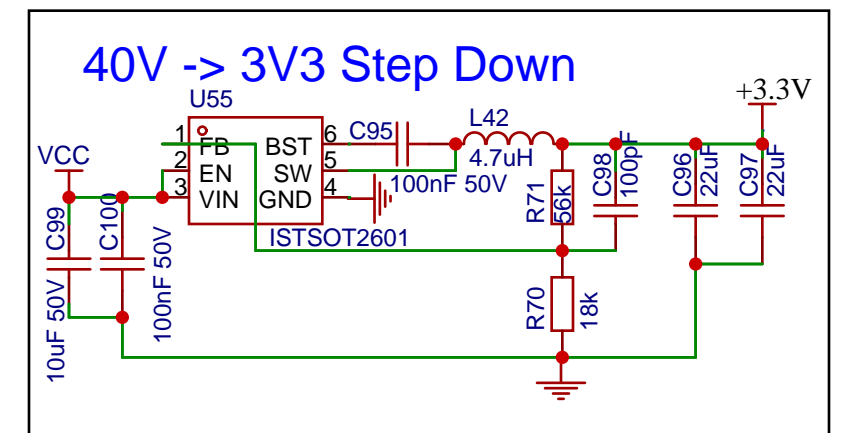 40V -> 3V3 Step Down
U55
+3.3V
1 FB BST 6
2 EN SW 5
3 VIN GND 4
ISTSOT2601
VCC
C95
100nF 50V
L42
4.7uH
C99
10uF 50V
C100
100nF 50V
R71
56k
R70
18k
C98
100pF
C96
22uF
C97
22uF